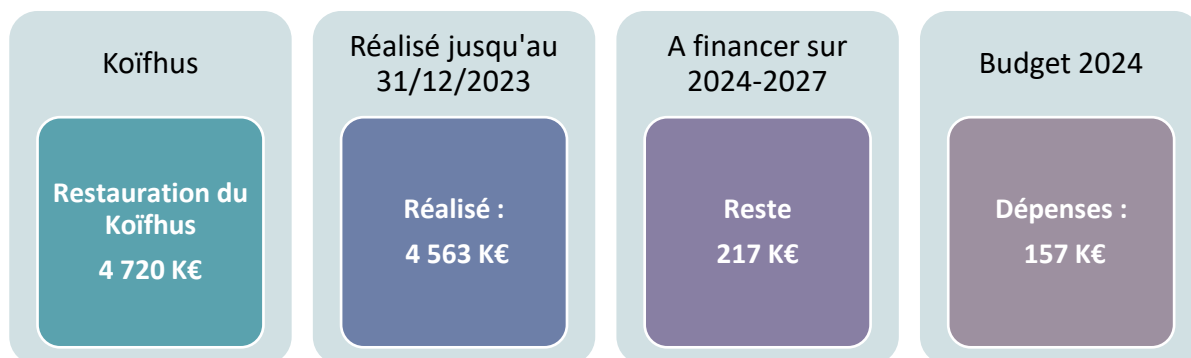 Koïfhus
Restauration du
Koïfhus
4 720 K€
Réalisé jusqu'au
31/12/2023
Réalisé :
4 563 K€
A financer sur
2024-2027
Reste
217 K€
Budget 2024
Dépenses :
157 K€